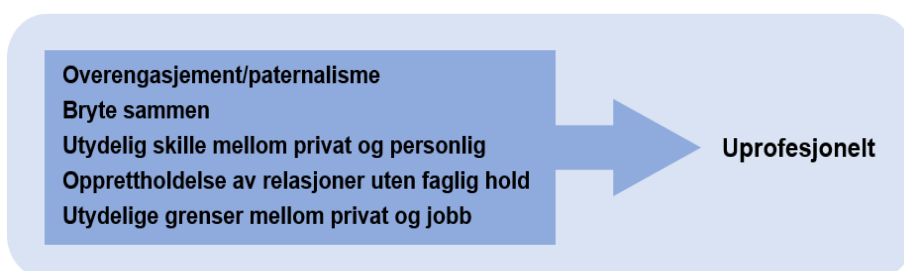 Overengasjement/paternalisme
Bryte sammen
Utydelig skille mellom privat og personlig
Opprettholdelse av relasjoner uten faglig hold
Utydelige grenser mellom privat og jobb
Uprofesjonelt